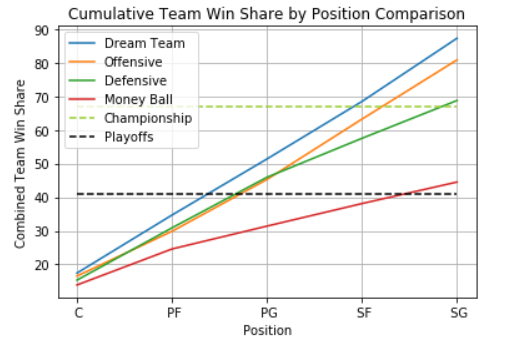 Cumulative Team Win Share by Position Comparison
90
80
70
60
50
40
30
20
Combined Team Win Share
Dream Team
Offensive
Defensive
Money Ball
Championship
Playoffs
C PF PG SF SG
Position